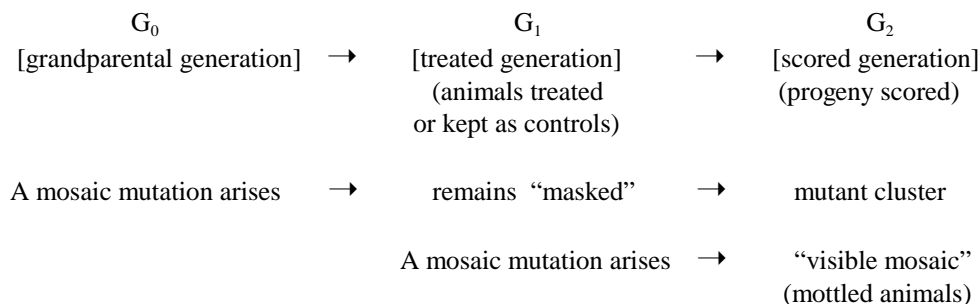 G₀ → G₁ → G₂
[grandparental generation] → [treated generation] → [scored generation]
(animals treated (progeny scored)
or kept as controls)
A mosaic mutation arises → remains “masked” → mutant cluster
A mosaic mutation arises → “visible mosaic”
(mottled animals)